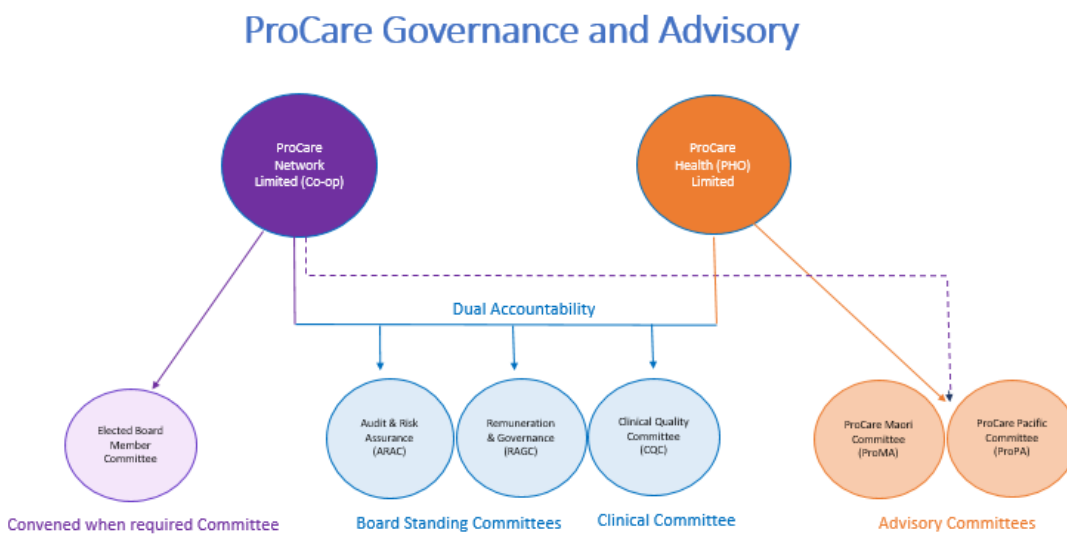 ProCare Governance and Advisory
ProCare
Network
Limited (Co-op)
ProCare
Health (PHO)
Limited
Dual Accountability
Elected Board
Member
Committee
Audit & Risk
Assurance
(ARAC)
Remuneration
& Governance
(RAGC)
Clinical Quality
Committee
(CQC)
ProCare Maori
Committee
(ProMA)
ProCare Pacific
Committee
(ProPA)
Convened when required Committee
Board Standing Committees
Clinical Committee
Advisory Committees